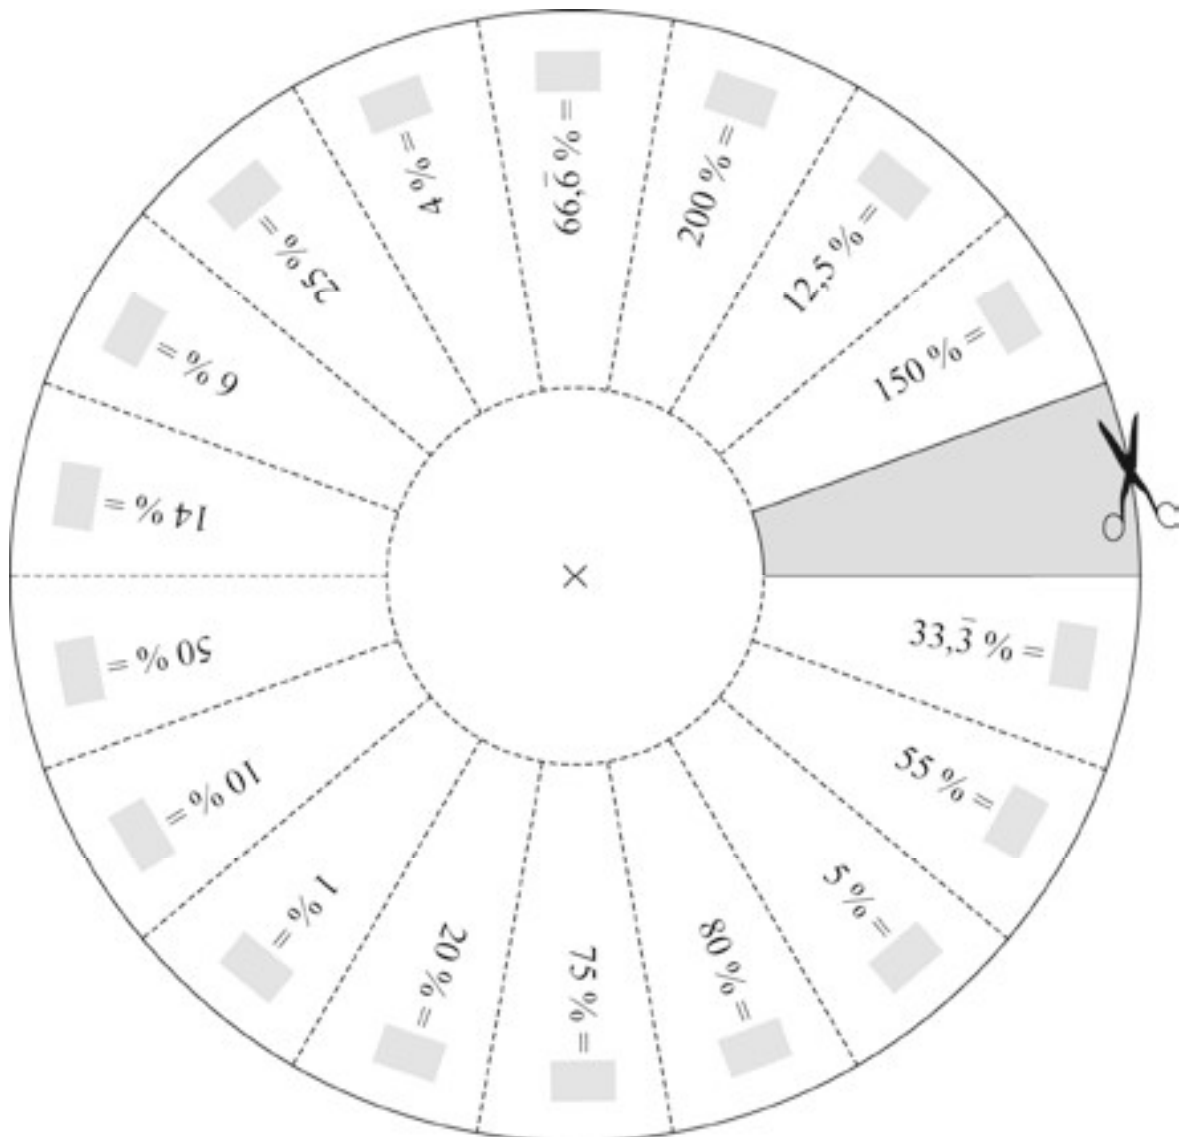 33,3̅ % =
55 % =
5 % =
80 % =
75 % =
20 % =
1 % =
10 % =
50 % =
14 % =
6 % =
25 % =
4 % =
66,6̅ % =
200 % =
12,5 % =
150 % =